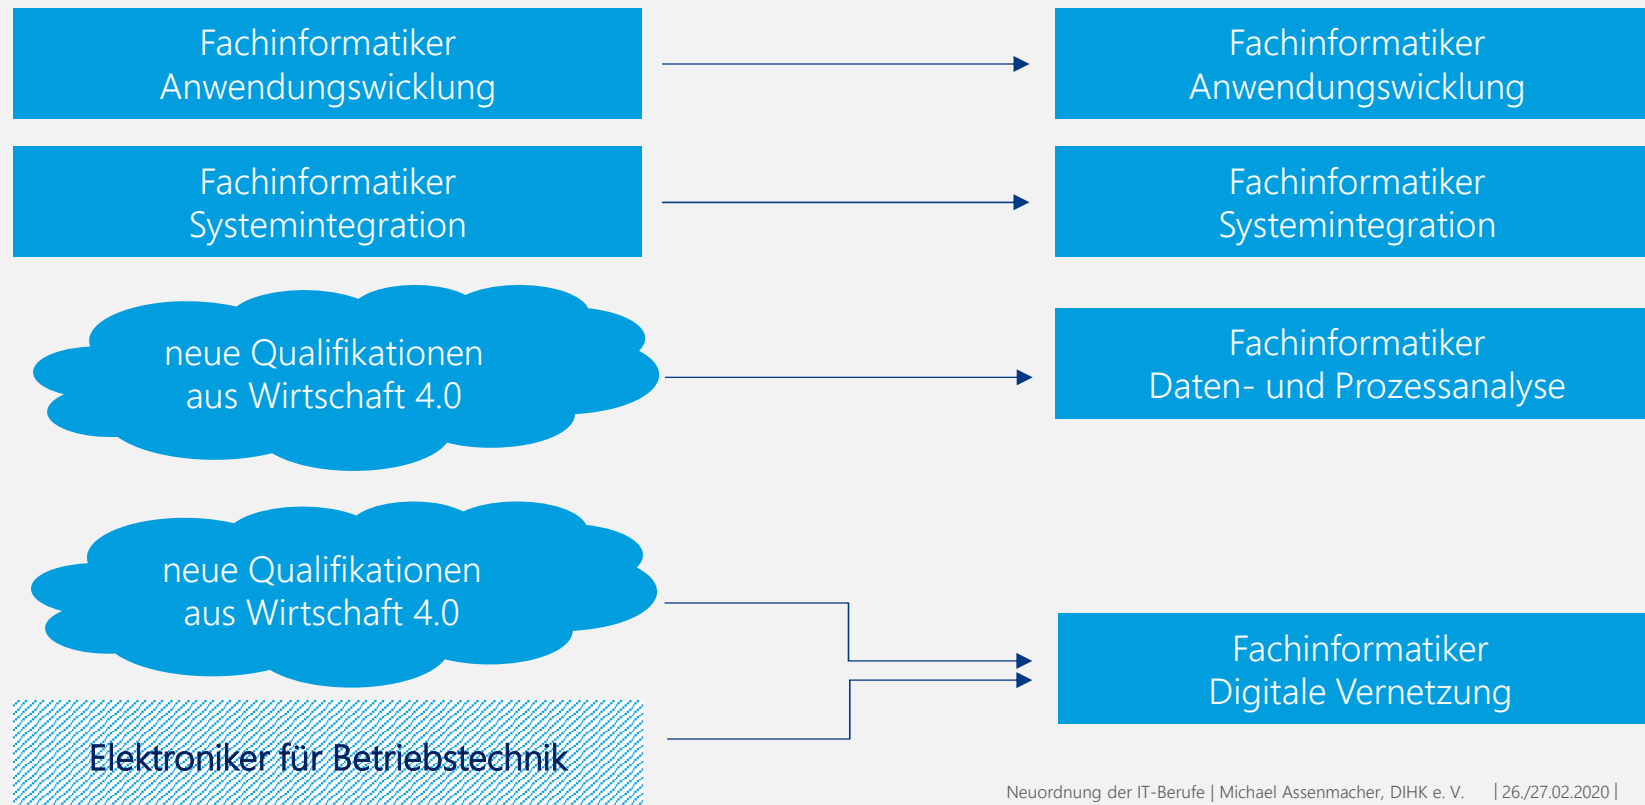 Fachinformatiker
Anwendungswicklung
Fachinformatiker
Anwendungswicklung
Fachinformatiker
Systemintegration
Fachinformatiker
Systemintegration
neue Qualifikationen
aus Wirtschaft 4.0
Fachinformatiker
Daten- und Prozessanalyse
neue Qualifikationen
aus Wirtschaft 4.0
Fachinformatiker
Digitale Vernetzung
Elektroniker für Betriebstechnik
Neuordnung der IT-Berufe | Michael Assenmacher, DIHK e. V. | 26./27.02.2020 |